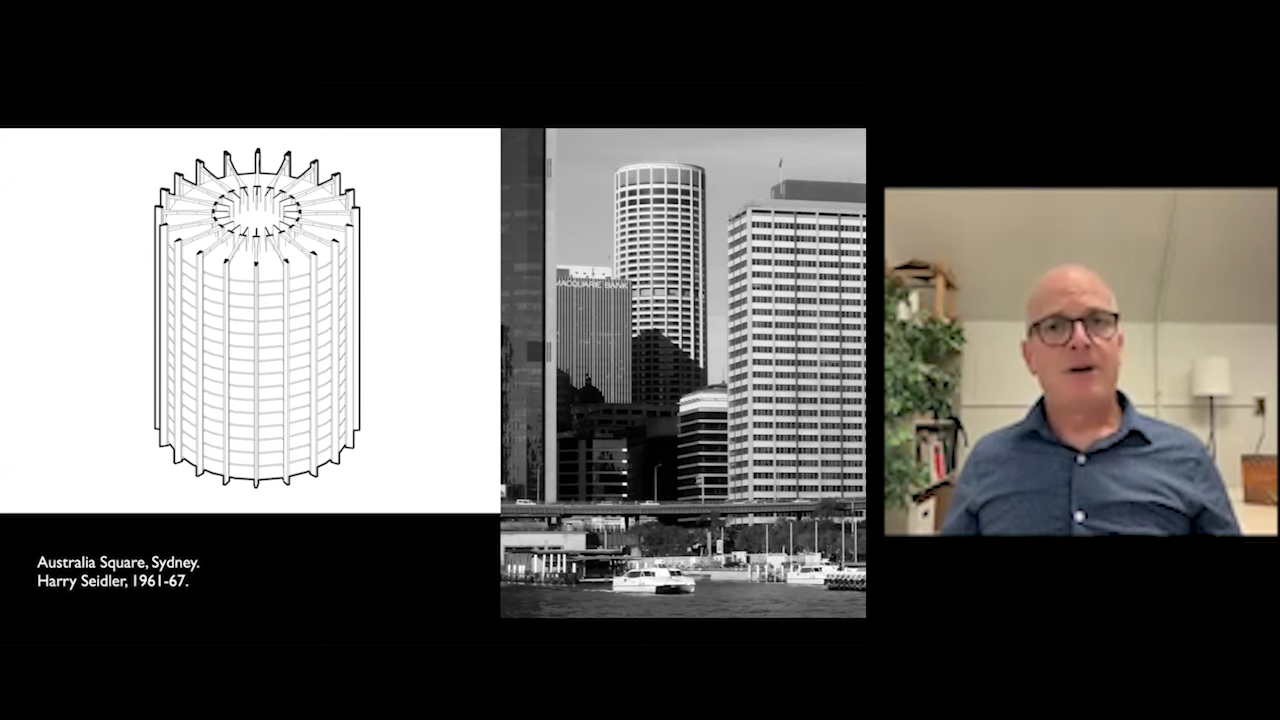 MACQUARIE BANK
Australia Square, Sydney.
Harry Seidler, 1961-67.